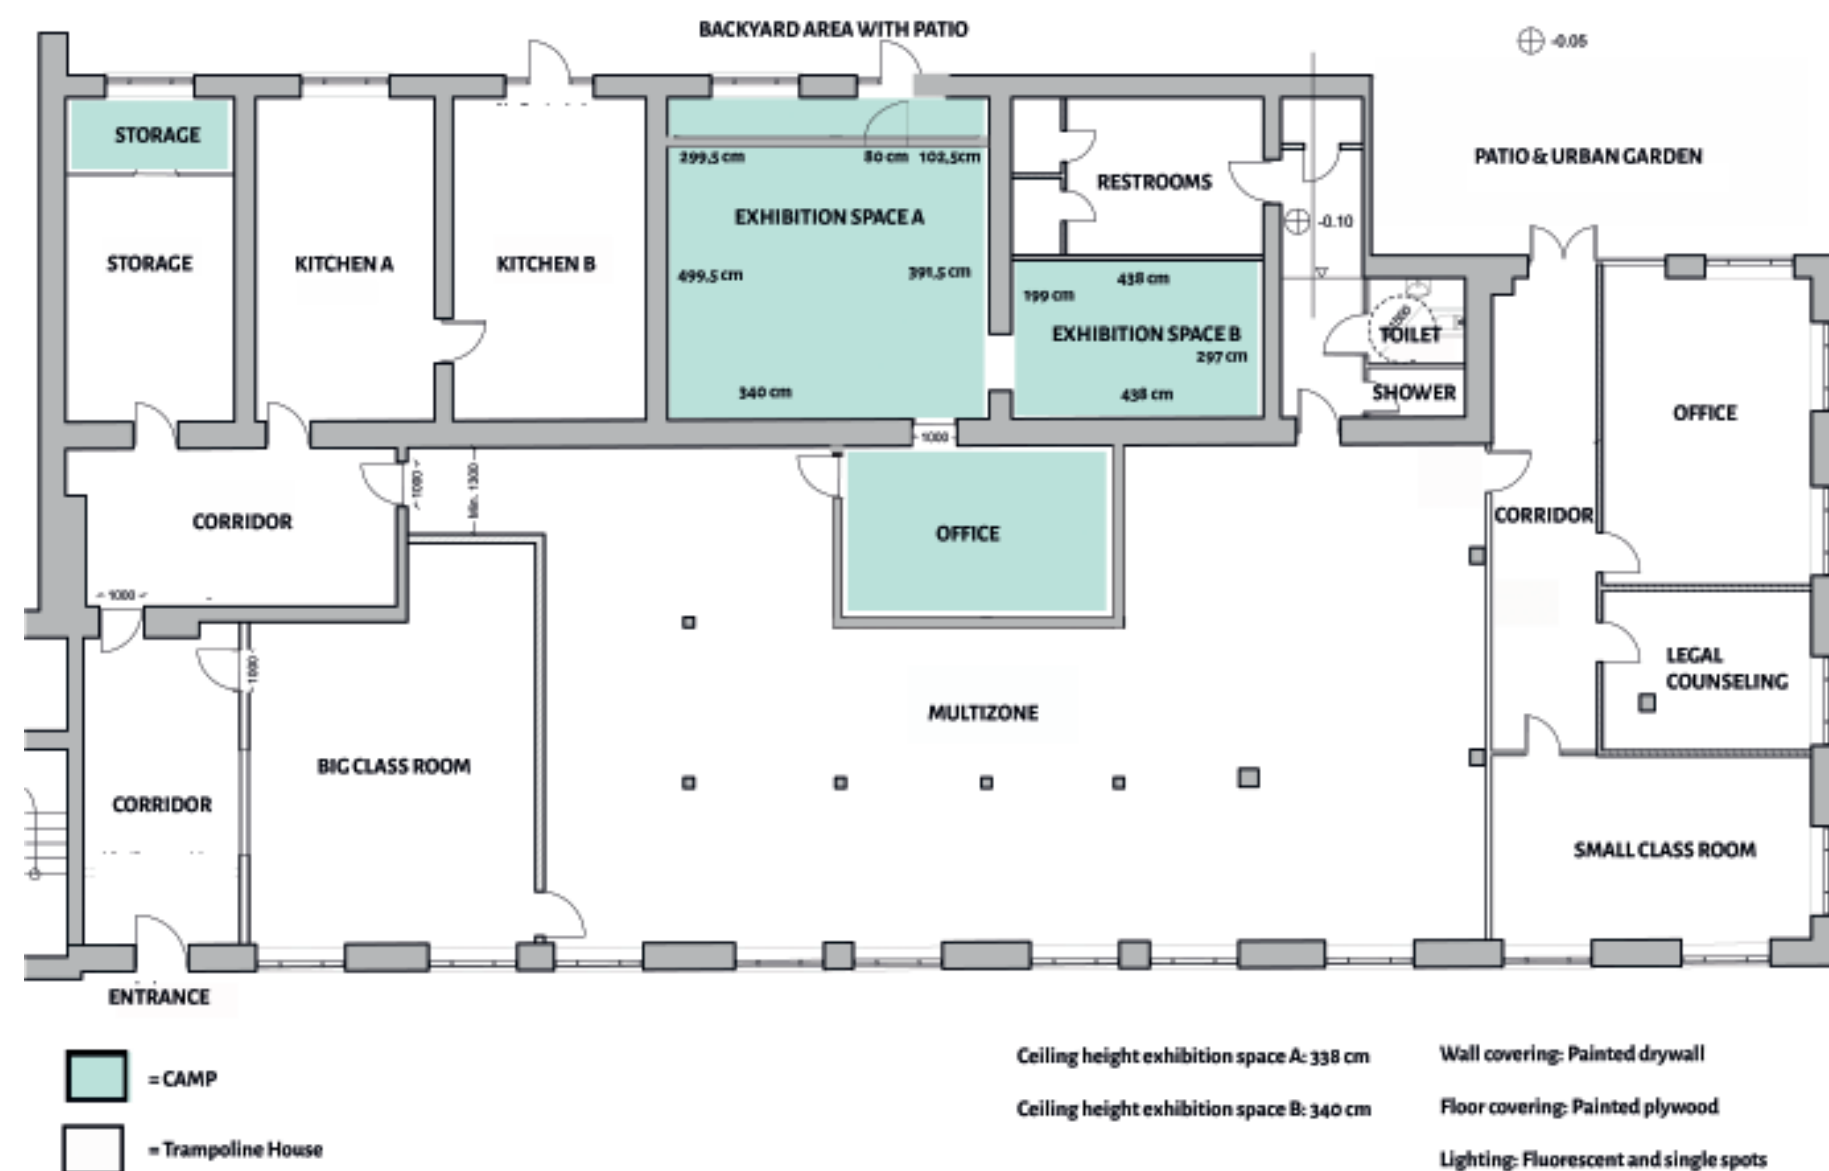 BACKYARD AREA WITH PATIO
-0.05
STORAGE
299,5 cm
80 cm
102,5cm
PATIO & URBAN GARDEN
RESTROOMS
EXHIBITION SPACE A
-0.10
STORAGE
KITCHEN A
KITCHEN B
499,5 cm
391,5 cm
438 cm
199 cm
EXHIBITION SPACE B
TOILET
297 cm
340 cm
438 cm
SHOWER
OFFICE
1000
1000
Min. 1300
CORRIDOR
OFFICE
CORRIDOR
1000
1000
LEGAL
COUNSELING
MULTIZONE
BIG CLASS ROOM
CORRIDOR
SMALL CLASS ROOM
ENTRANCE
= CAMP
= Trampoline House
Ceiling height exhibition space A: 338 cm
Ceiling height exhibition space B: 340 cm
Wall covering: Painted drywall
Floor covering: Painted plywood
Lighting: Fluorescent and single spots